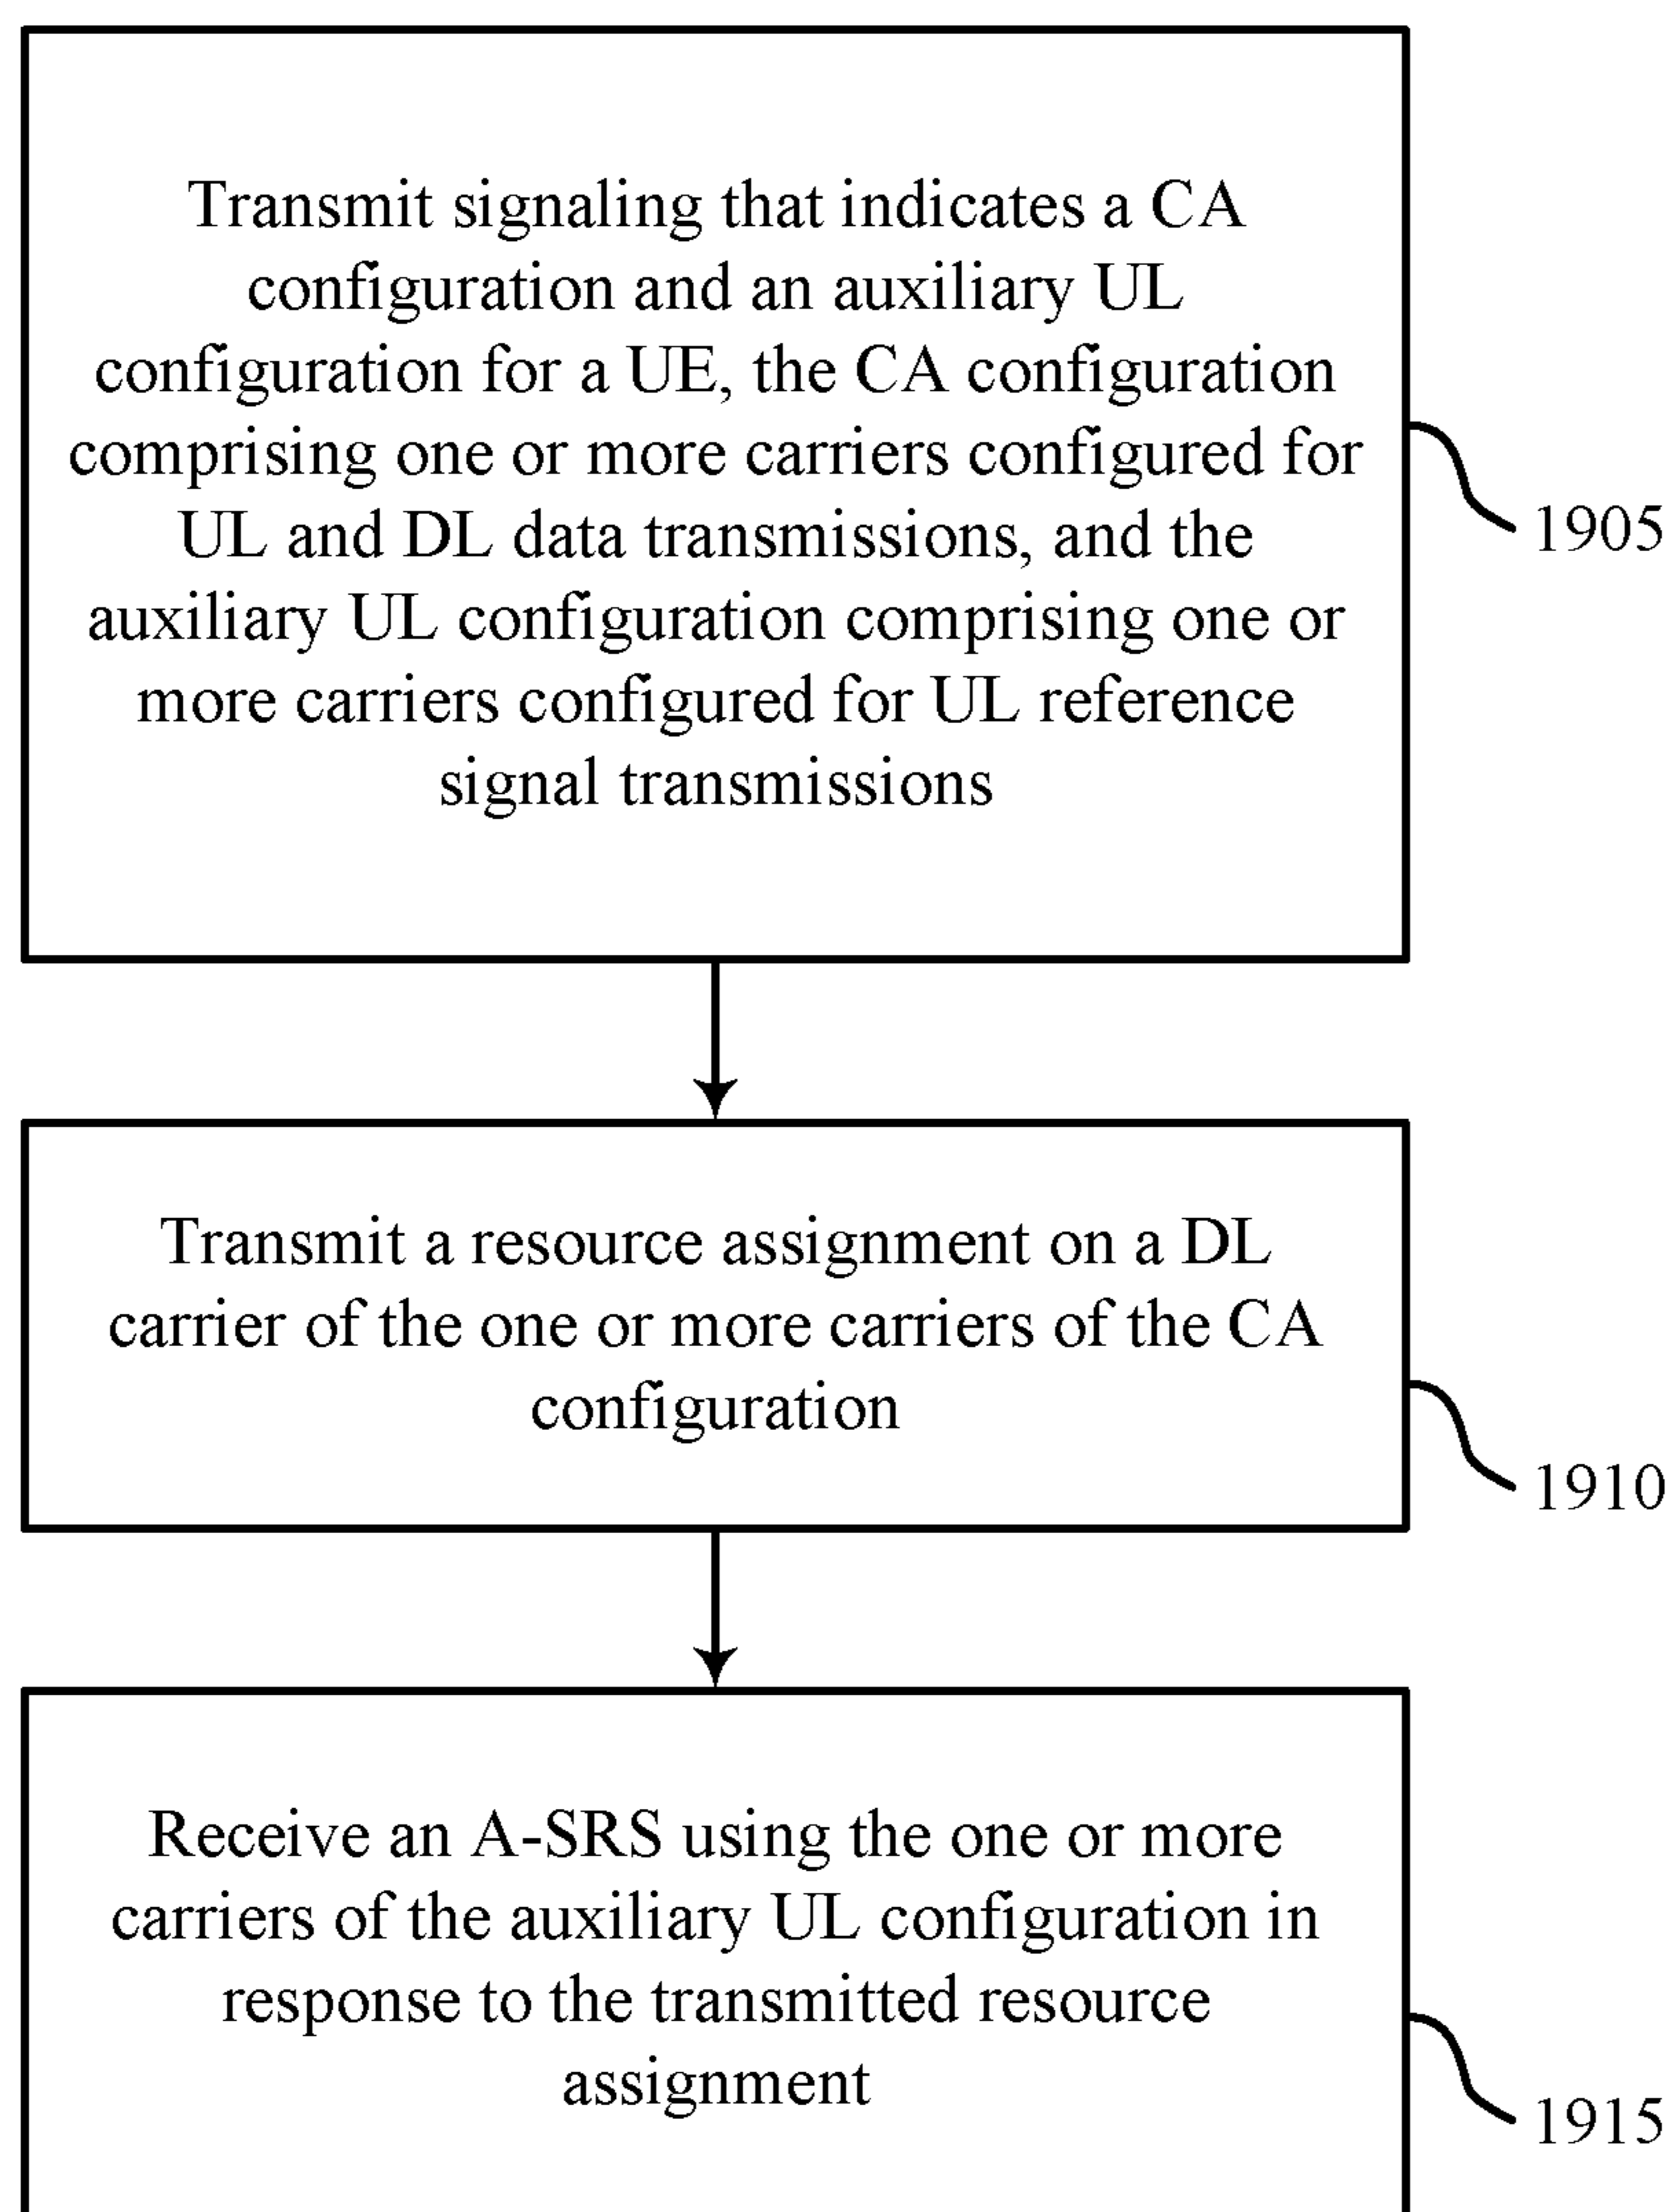 Transmit signaling that indicates a CA
configuration and an auxiliary UL
configuration for a UE, the CA configuration
comprising one or more carriers configured for
UL and DL data transmissions, and the
auxiliary UL configuration comprising one or
more carriers configured for UL reference
signal transmissions
1905
Transmit a resource assignment on a DL
carrier of the one or more carriers of the CA
configuration
1910
Receive an A-SRS using the one or more
carriers of the auxiliary UL configuration in
response to the transmitted resource
assignment
1915